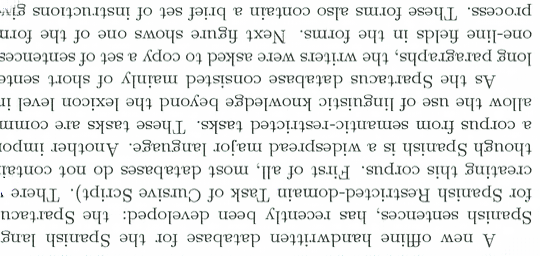 A new offline handwritten database for the Spanish lang
Spanish sentences, has recently been developed: the Spartacu
for Spanish Restricted-domain Task of Cursive Script). There
creating this corpus. First of all, most databases do not contai
though Spanish is a widespread major language. Another impor
a corpus from semantic-restricted tasks. These tasks are comm
allow the use of linguistic knowledge beyond the lexicon level in
As the Spartacus database consisted mainly of short sente
long paragraphs, the writers were asked to copy a set of sentences
one-line fields in the forms. Next figure shows one of the form
process. These forms also contain a brief set of instructions giv